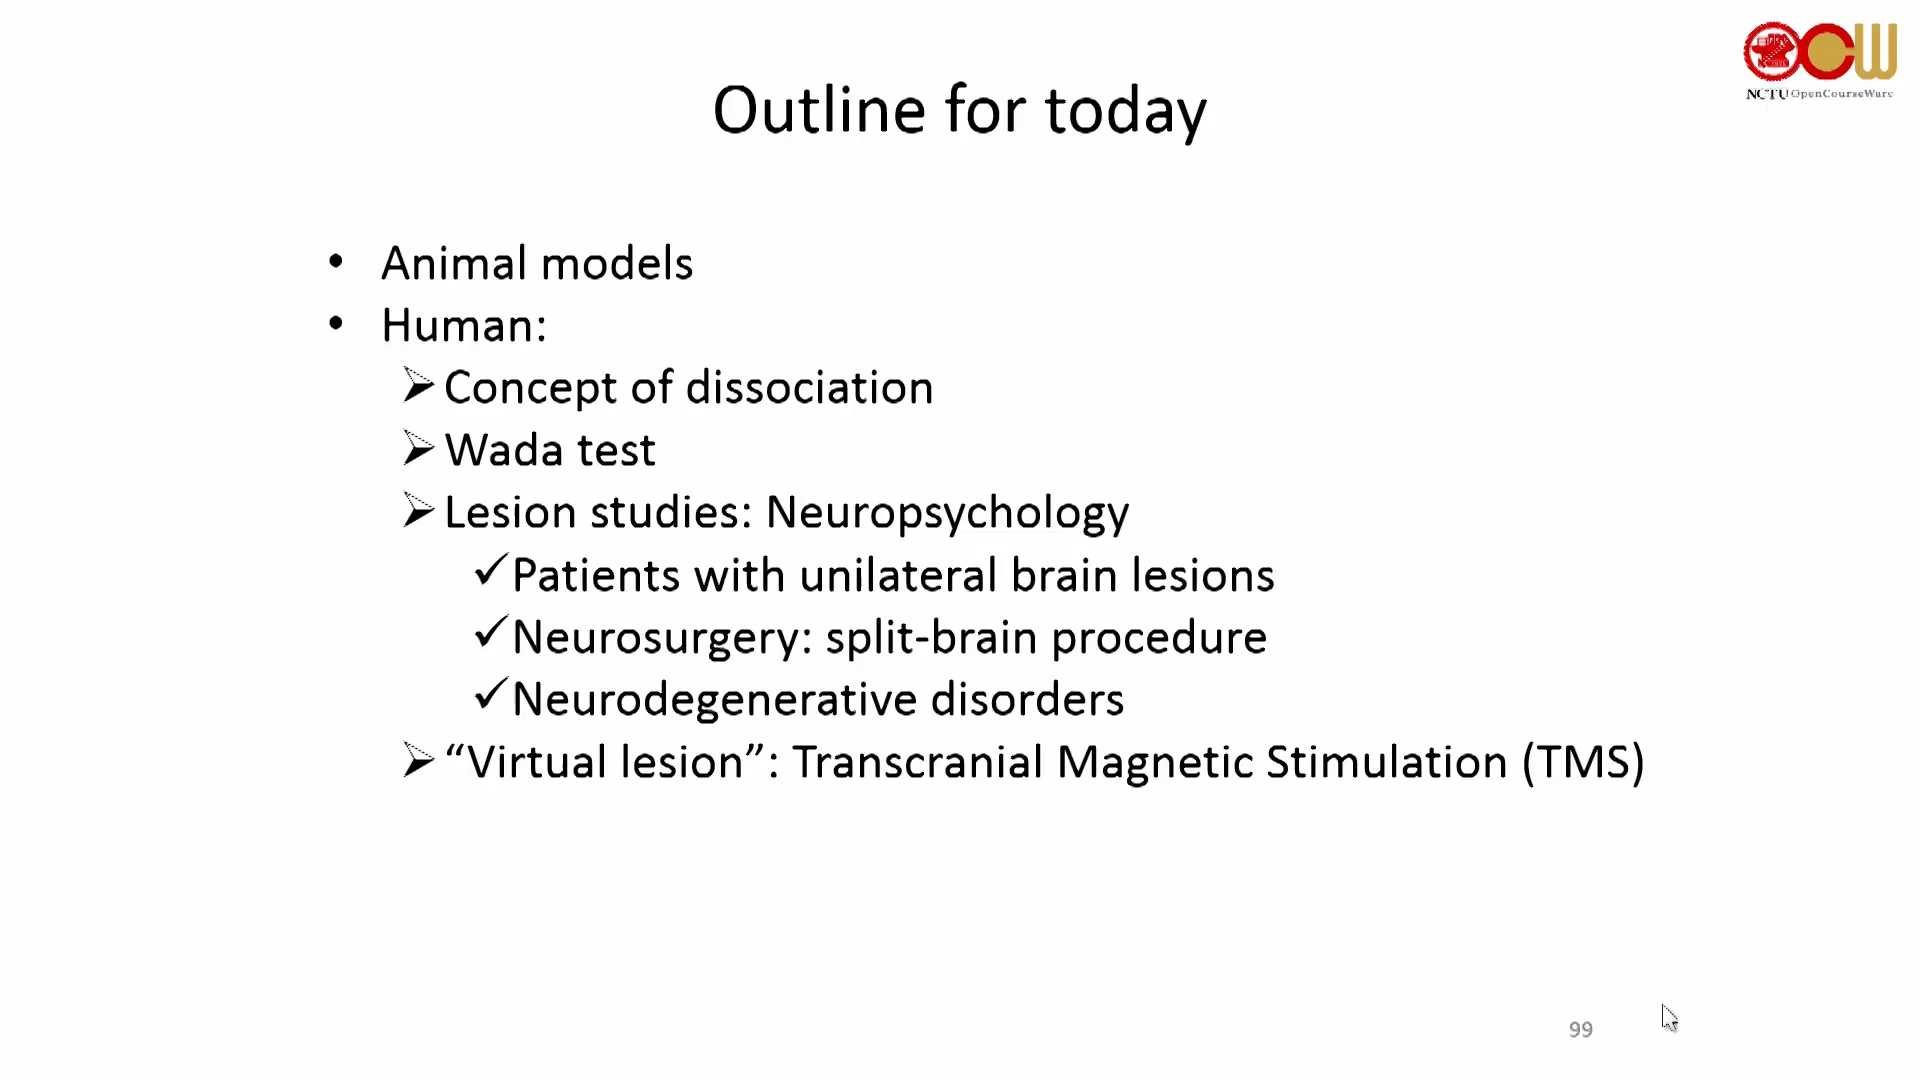 OCW
NCTU OpenCourseWare
Outline for today
• Animal models
• Human:
➢Concept of dissociation
➢Wada test
➢Lesion studies: Neuropsychology
✓Patients with unilateral brain lesions
✓Neurosurgery: split-brain procedure
✓Neurodegenerative disorders
➢“Virtual lesion”: Transcranial Magnetic Stimulation (TMS)
99